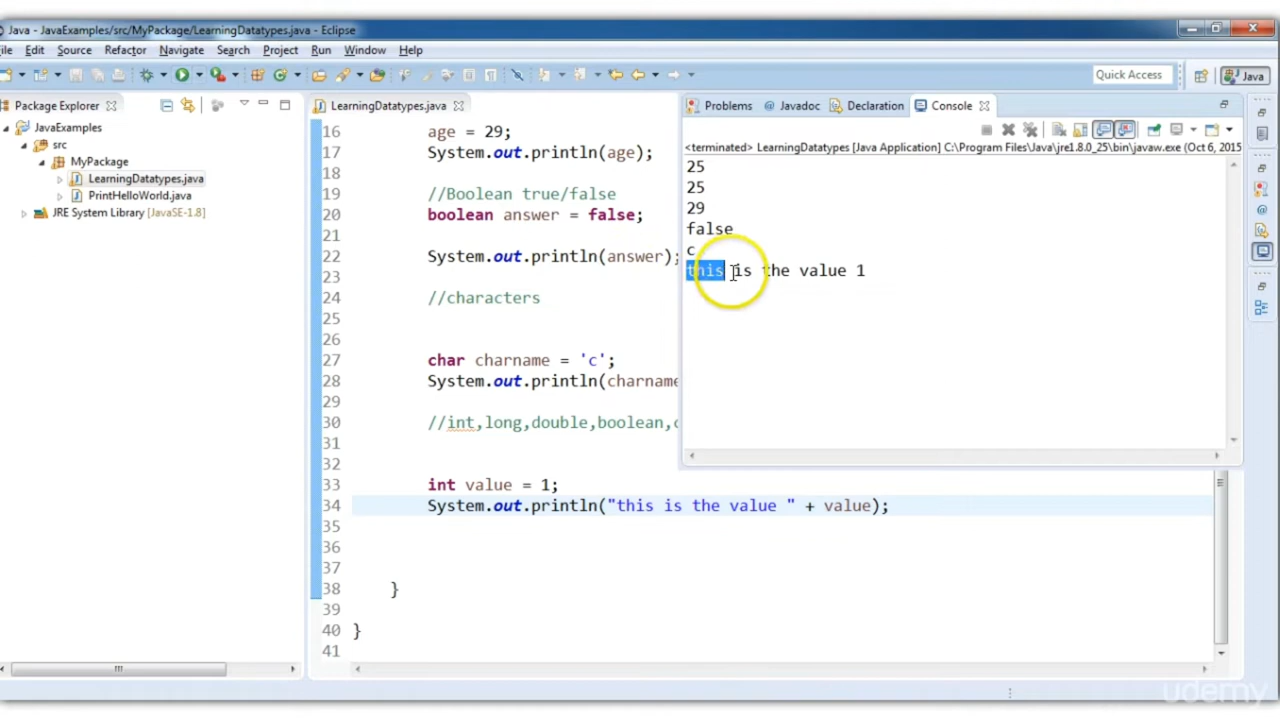 Java - JavaExamples/src/MyPackage/LearningDatatypes.java - Eclipse
ile Edit Source Refactor Navigate Search Project Run Window Help
Quick Access
Java
Package Explorer
JavaExamples
src
MyPackage
LearningDatatypes.java
PrintHelloWorld.java
JRE System Library [JavaSE-1.8]
LearningDatatypes.java
16 age = 29;
17 System.out.println(age);
18
19 //Boolean true/false
20 boolean answer = false;
21
22 System.out.println(answer);
23
24 //characters
25
26
27 char charname = 'c';
28 System.out.println(charname
29
30 //int,long,double,boolean,c
31
32
33 int value = 1;
34 System.out.println("this is the value " + value);
35
36
37
38 }
39
40 }
41
Problems @ Javadoc Declaration Console
<terminated> LearningDatatypes [Java Application] C:\Program Files\Java\jre1.8.0_25\bin\javaw.exe (Oct 6, 2015
25
25
29
false
c
this is the value 1
udemy